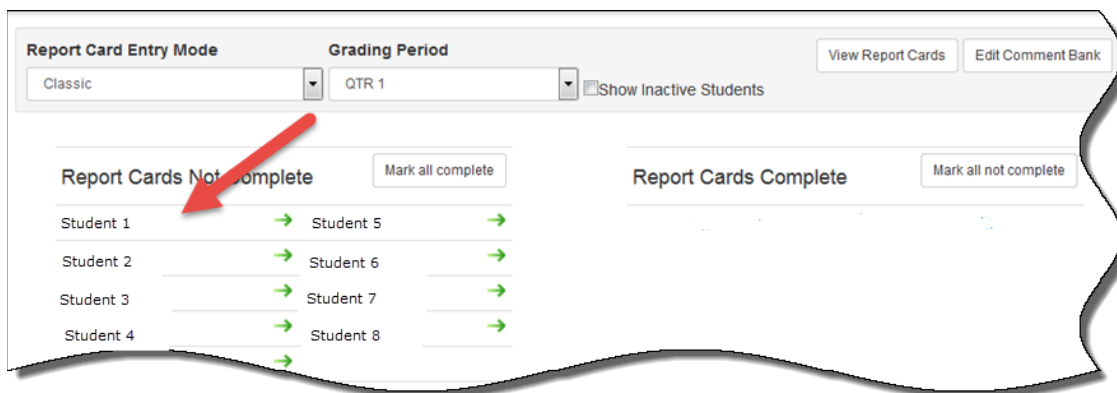 Report Card Entry Mode
Grading Period
View Report Cards
Edit Comment Bank
Classic
QTR 1
Show Inactive Students
Report Cards Not Complete
Mark all complete
Report Cards Complete
Mark all not complete
Student 1
Student 5
Student 2
Student 6
Student 3
Student 7
Student 4
Student 8